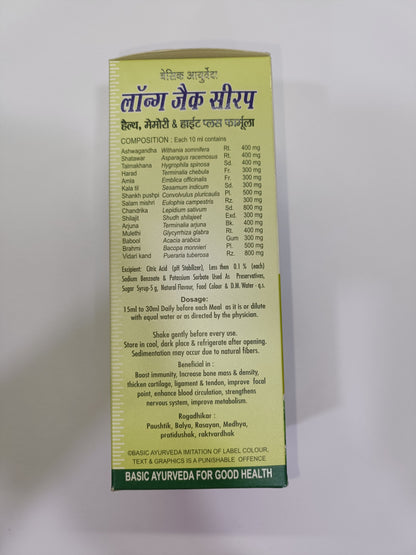 बेसिक आयुर्वेदा
लॉन्ग जैक सीरप
हैल्थ, मेमोरी & हाईट प्लस फार्मूला
COMPOSITION : Each 10 ml contains
Ashwagandha Withania somnifera Rt. 400 mg
Shatawar Asparagus racemosus Rt. 400 mg
Talmakhana Hygrophila spinosa Sd. 400 mg
Harad Terminalia chebula Fr. 300 mg
Amla Emblica officinalis Fr. 300 mg
Kala til Sesamum indicum Sd. 300 mg
Shankh pushpi Convolvulus pluricaulis Pl. 500 mg
Salam mishri Eulophia campestris Rz. 300 mg
Chandrika Lepidium sativum Sd. 800 mg
Shilajit Shudh shilajeet Exd. 300 mg
Arjuna Terminalia arjuna Bk. 400 mg
Mulethi Glycyrrhiza glabra Rt. 400 mg
Babool Acacia arabica Gum 300 mg
Brahmi Bacopa monnieri Pl. 500 mg
Vidari kand Pueraria tuberosa Rz. 800 mg
Excipient: Citric Acid (pH Stabilizer), Less then 0.1 % (each)
Sodium Benzoate & Potassium Sorbate Used As Preservatives,
Sugar Syrup-5 g, Natural Flavour, Food Colour & D.M. Water - q.s.
Dosage:
15ml to 30ml Daily before each Meal as it is or dilute
with equal water or as directed by the physician.
Shake gently before every use.
Store in cool, dark place & refrigerate after opening.
Sedimentation may occur due to natural fibers.
Beneficial in :
Boost immunity, Increase bone mass & density,
thicken cartilage, ligament & tendon, improve focal
point, enhance blood circulation, strengthens
nervous system, improve metabolism.
Rogadhikar :
Paushtik, Balya, Rasayan, Medhya,
pratidushak, raktvardhak
©BASIC AYURVEDA IMITATION OF LABEL COLOUR,
TEXT & GRAPHICS IS A PUNISHABLE OFFENCE
BASIC AYURVEDA FOR GOOD HEALTH